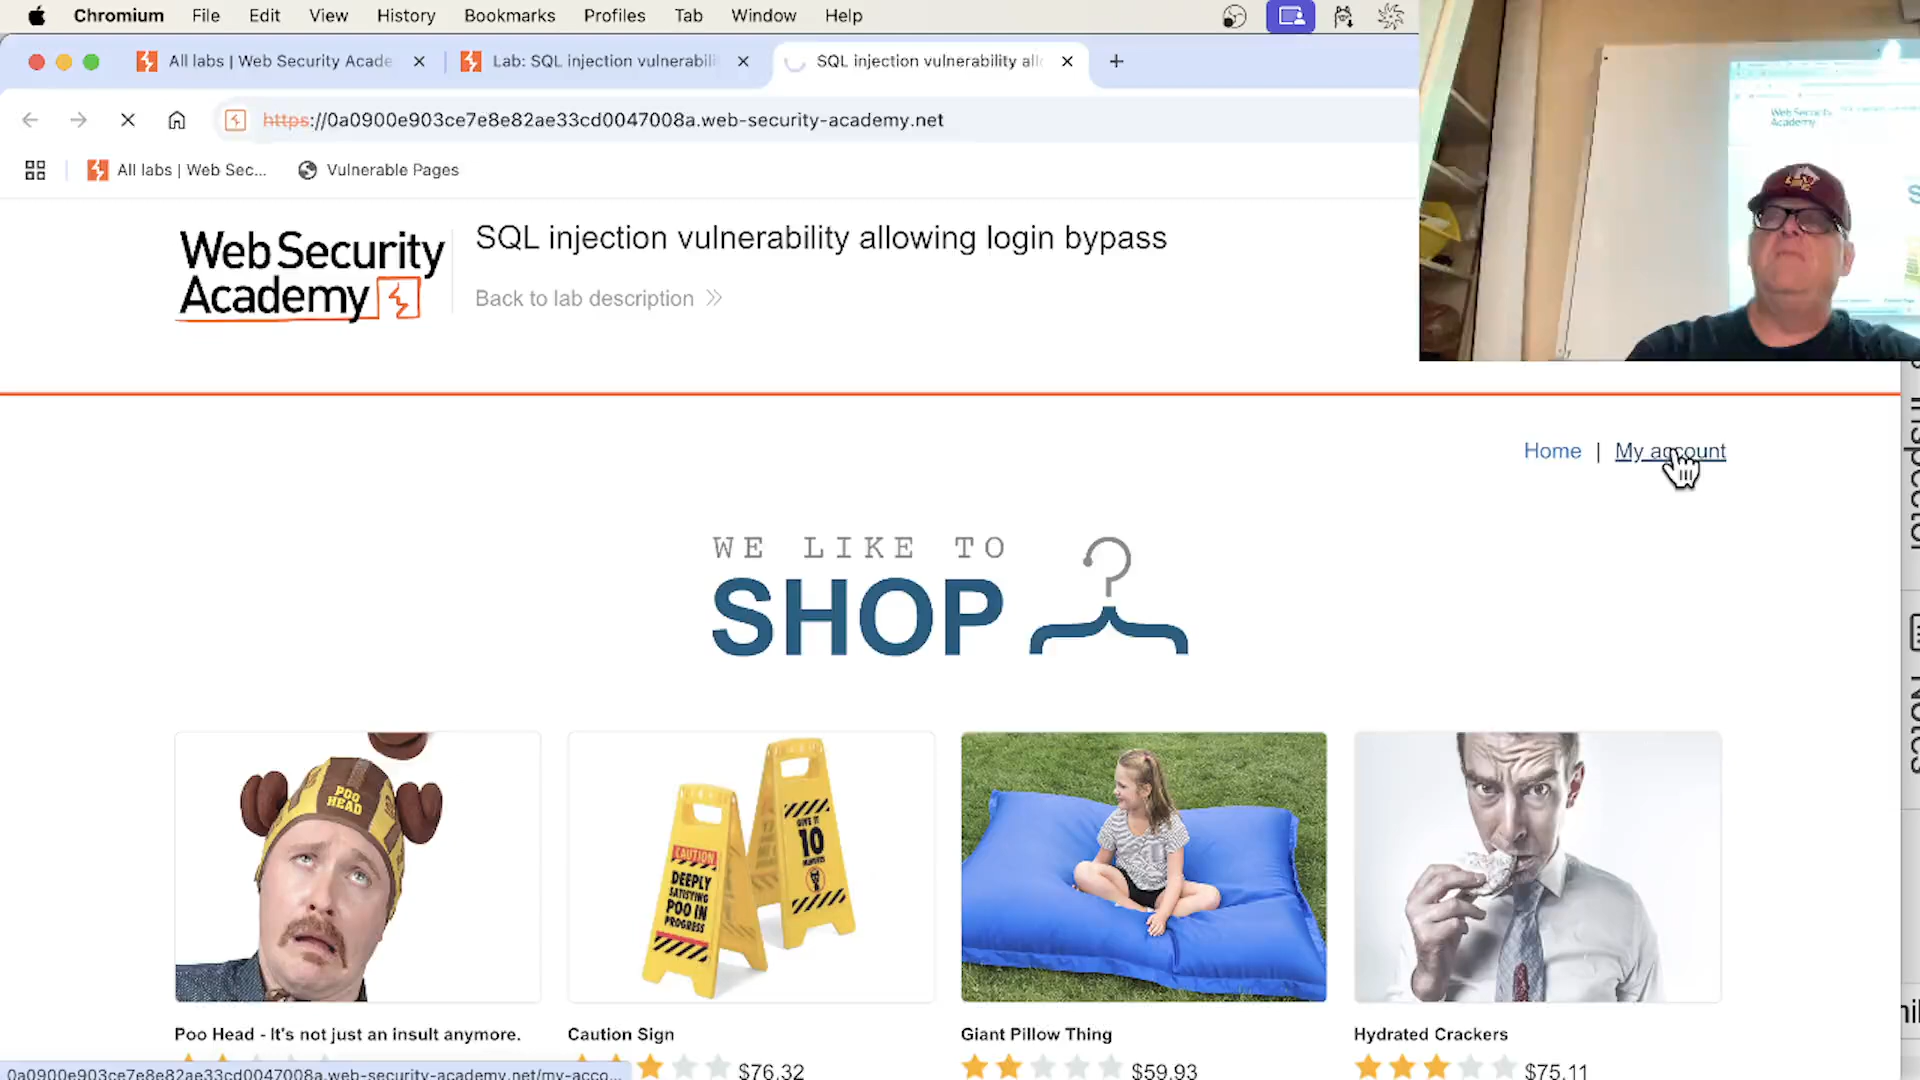 Chromium File Edit View History Bookmarks Profiles Tab Window Help
All labs | Web Security Acade
Lab: SQL injection vulnerabili
SQL injection vulnerability all
https://0a0900e903ce7e8e82ae33cd0047008a.web-security-academy.net
All labs | Web Sec...
Vulnerable Pages
Web Security
Academy
SQL injection vulnerability allowing login bypass
Back to lab description
Web Security
Academy
Home | My account
Inspector
Notes
WE LIKE TO
SHOP
POO
HEAD
CAUTION
DEEPLY
SATISFYING
POO IN
PROGRESS
GIVE IT
10
MINUTES
Poo Head - It's not just an insult anymore.
Caution Sign
Giant Pillow Thing
Hydrated Crackers
$76.32
$59.93
$75.11
0a0900e903ce7e8e82ae33cd0047008a.web-security-academy.net/my-acco...